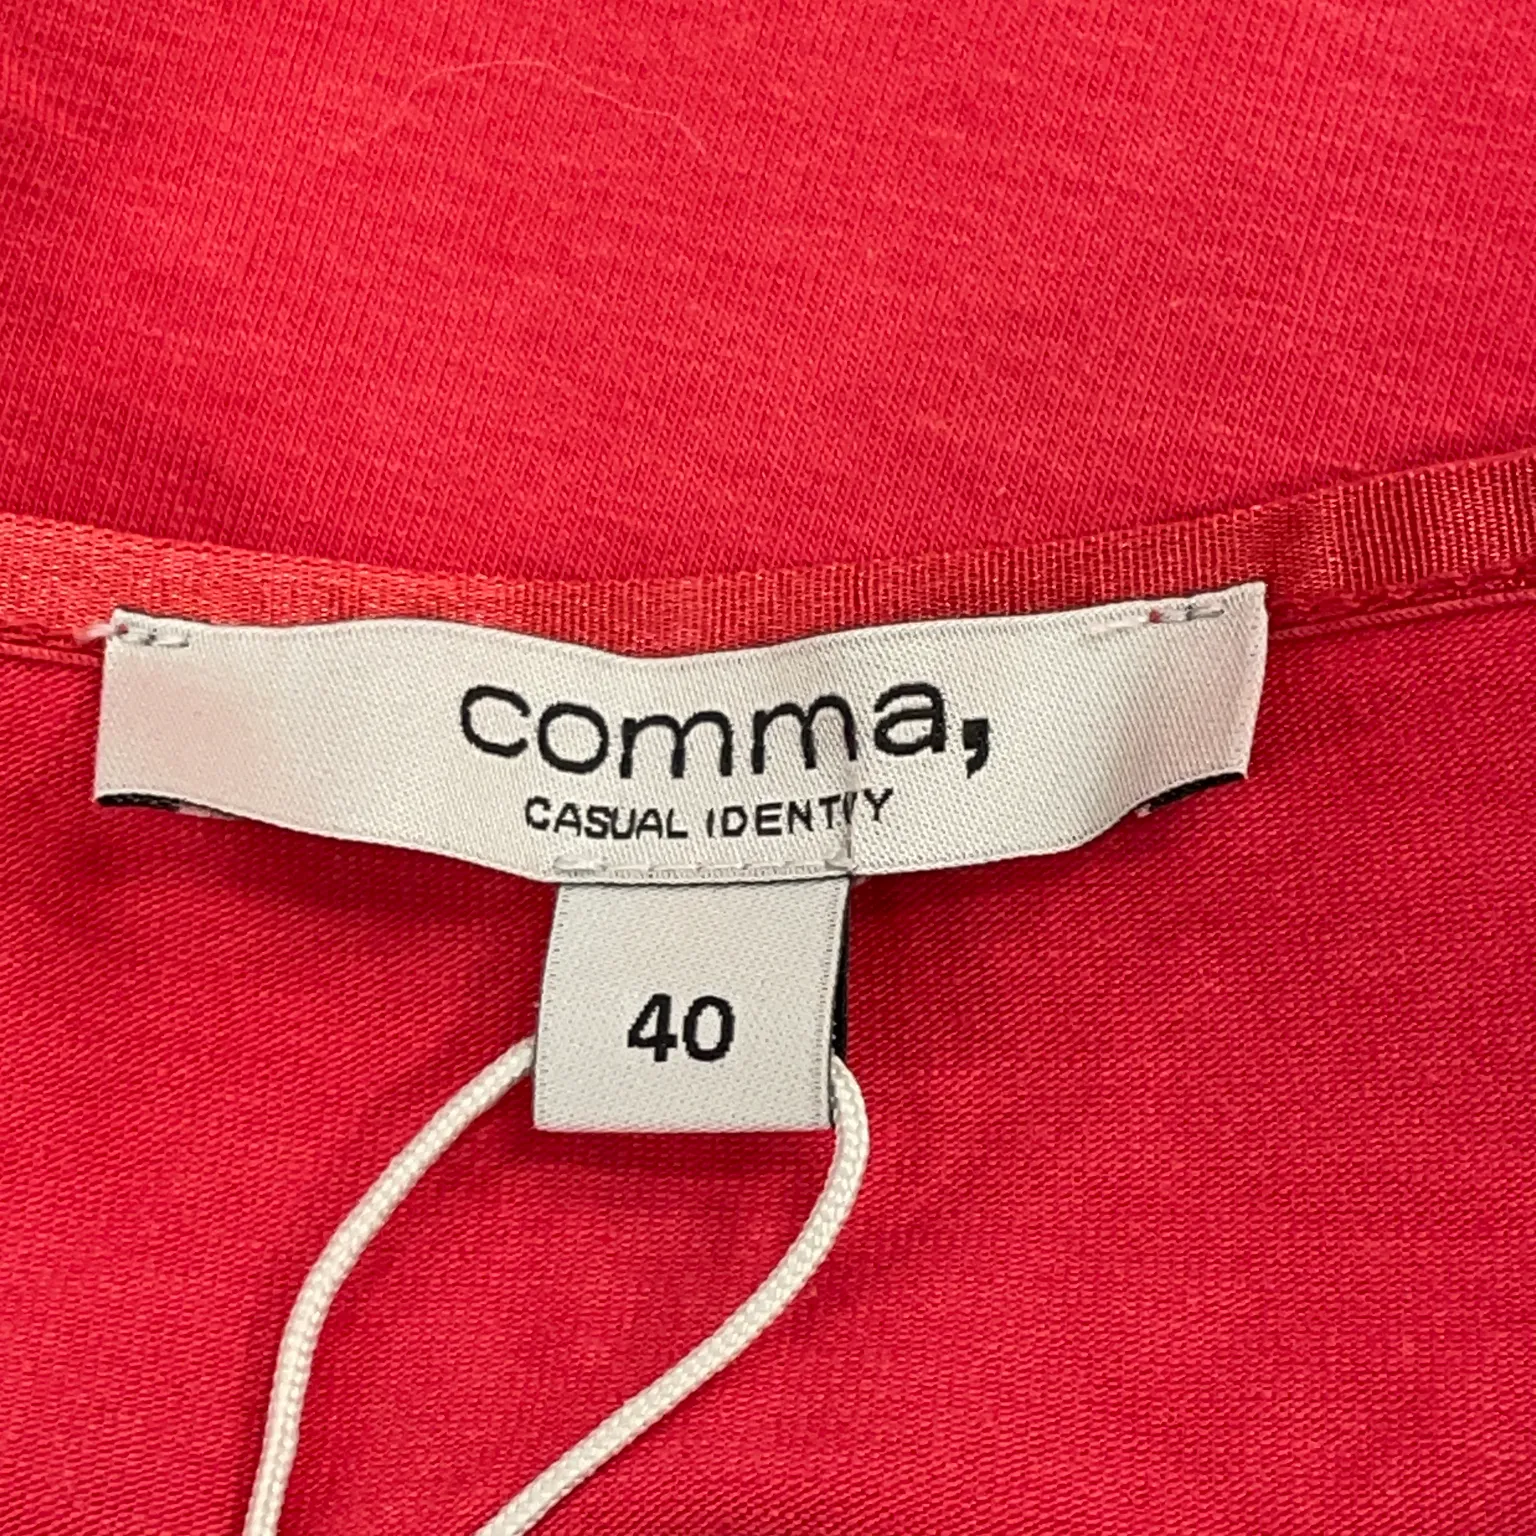 comma,
CASUAL IDENTITY
40